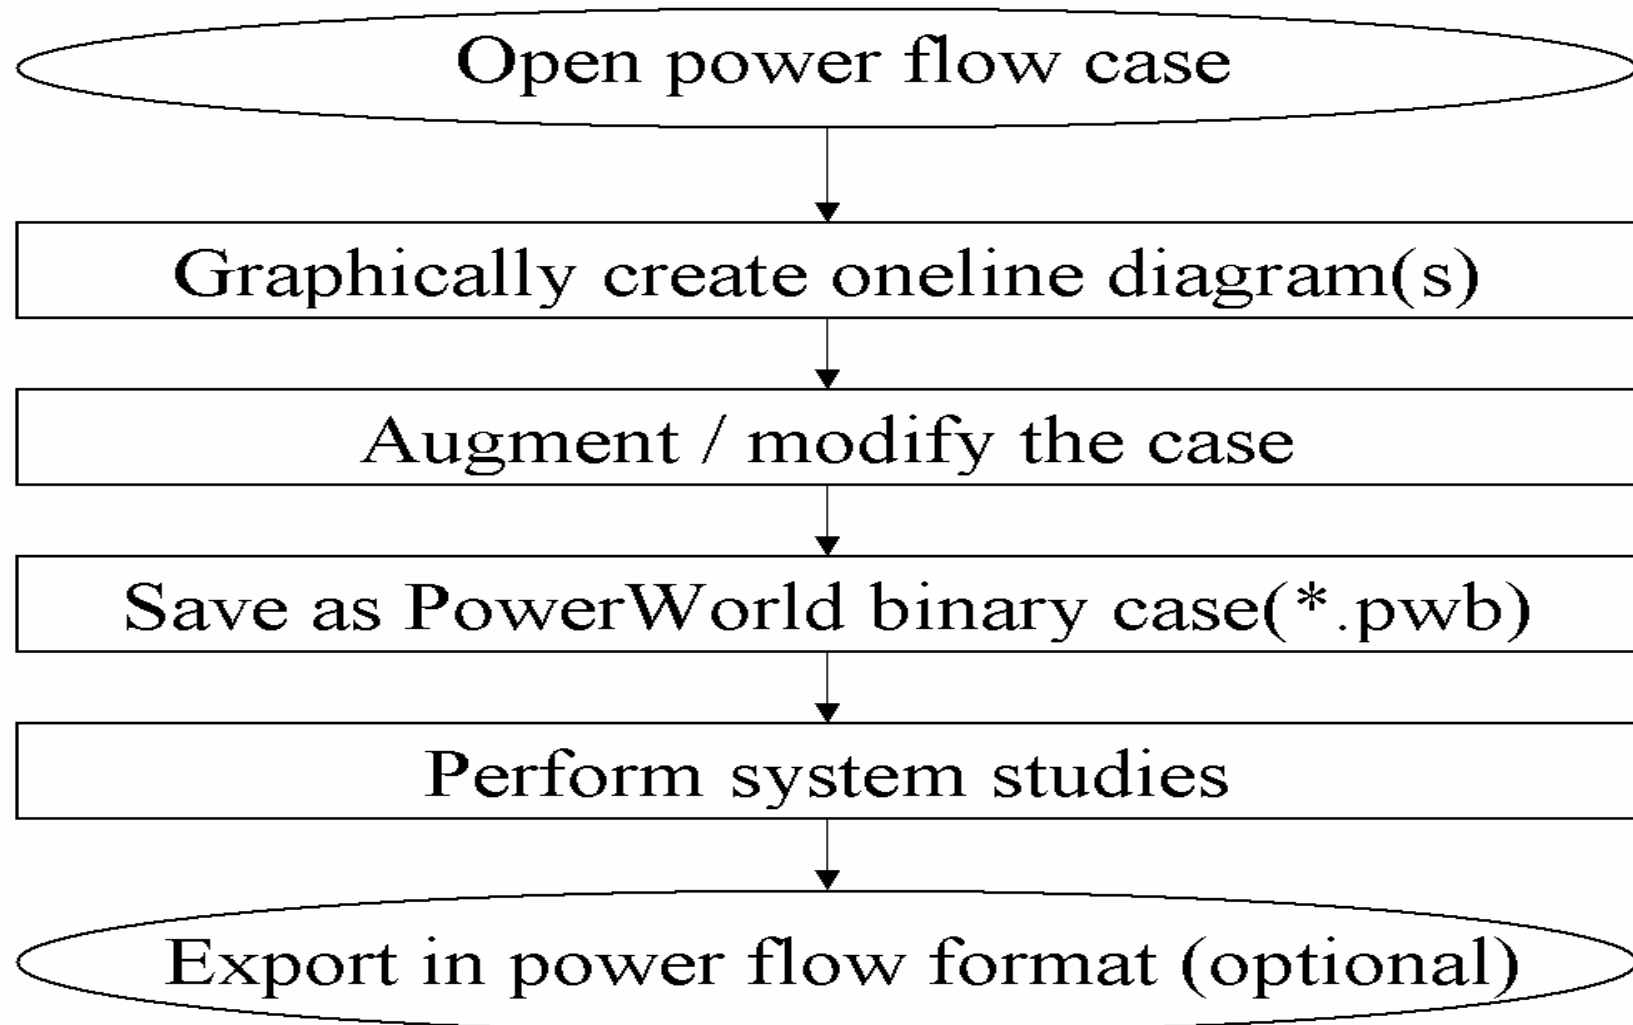 Open power flow case
Graphically create oneline diagram(s)
Augment / modify the case
Save as PowerWorld binary case(*.pwb)
Perform system studies
Export in power flow format (optional)